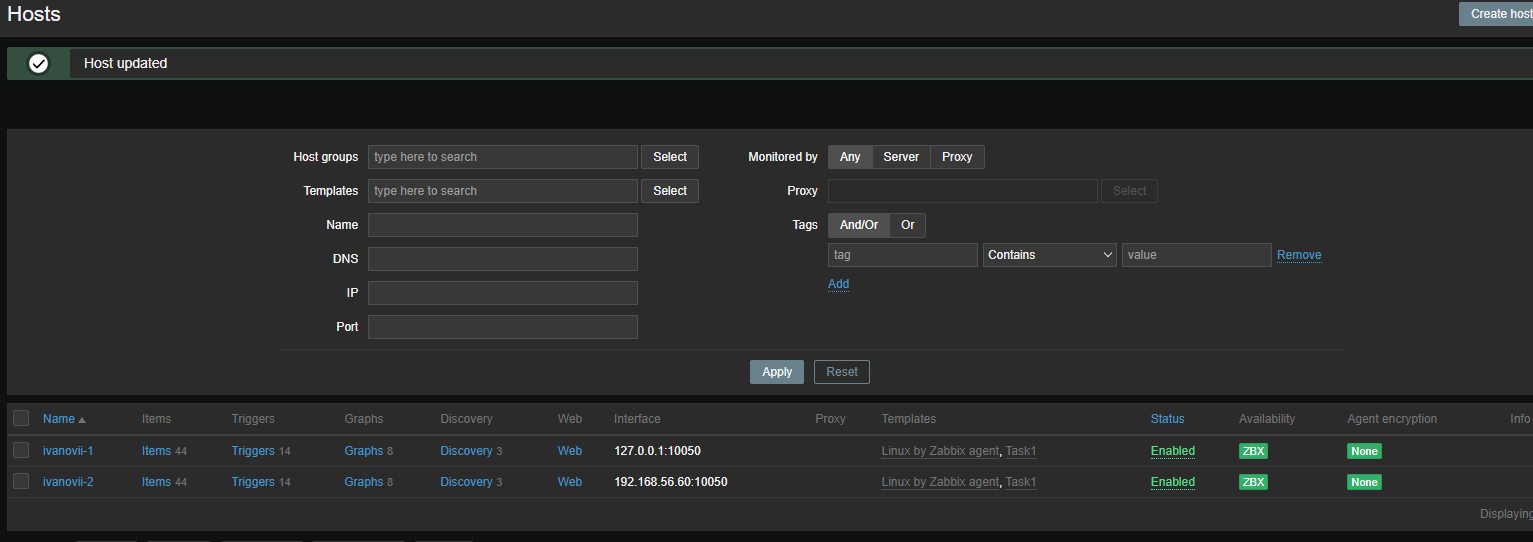 Hosts
Create host
Host updated
Host groups type here to search Select Monitored by Any Server Proxy
Templates type here to search Select Proxy Select
Name Tags And/Or Or
DNS tag Contains value Remove
IP Add
Port
Apply Reset
Name Items Triggers Graphs Discovery Web Interface Proxy Templates Status Availability Agent encryption Info
ivanovii-1 Items 44 Triggers 14 Graphs 8 Discovery 3 Web 127.0.0.1:10050 Linux by Zabbix agent, Task1 Enabled ZBX None
ivanovii-2 Items 44 Triggers 14 Graphs 8 Discovery 3 Web 192.168.56.60:10050 Linux by Zabbix agent, Task1 Enabled ZBX None
Displaying